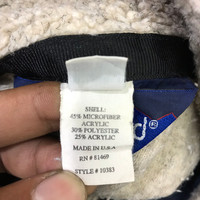 SHELL:
45% MICROFIBER
ACRYLIC
30% POLYESTER
25% ACRYLIC
MADE IN U.S.A.
RN # 81469
STYLE # 10383
d®